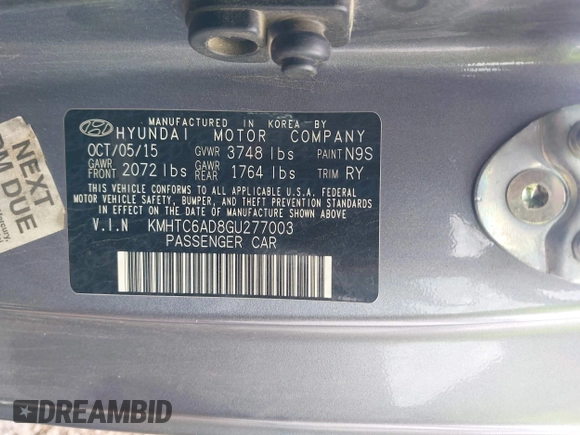 MANUFACTURED IN KOREA BY
HYUNDAI MOTOR COMPANY
OCT/05/15 GVWR 3748 lbs PAINT N9S
GAWR FRONT 2072 lbs GAWR REAR 1764 lbs TRIM RY
THIS VEHICLE CONFORMS TO ALL APPLICABLE U.S.A. FEDERAL
MOTOR VEHICLE SAFETY, BUMPER, AND THEFT PREVENTION STANDARDS
IN EFFECT ON THE DATE OF MANUFACTURE SHOWN ABOVE.
V.I.N KMHTC6AD8GU277003
PASSENGER CAR
NEXT
DUE
DREAMBID